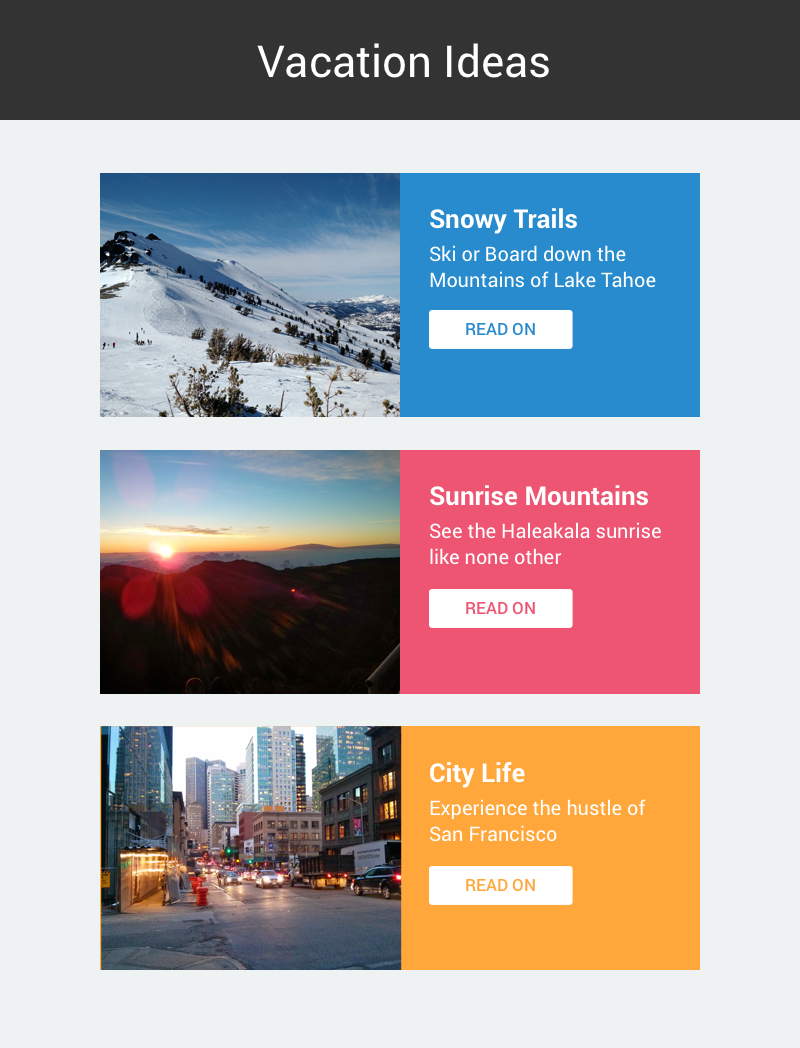 Vacation Ideas
Snowy Trails
Ski or Board down the
Mountains of Lake Tahoe
READ ON
Sunrise Mountains
See the Haleakala sunrise
like none other
READ ON
City Life
Experience the hustle of
San Francisco
READ ON